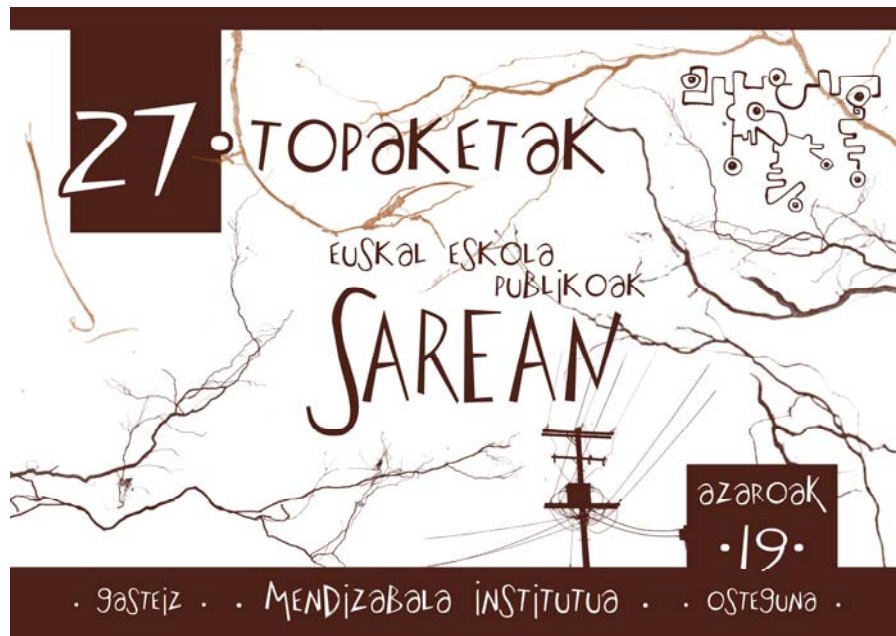 27. TOPAKETAK
EUSKAL ESKOLA
PUBLIKOAK
SAREAN
AZAROAK
·19·
· GASTEIZ · · MENDIZABALA INSTITUTUA · · OSTEGUNA ·